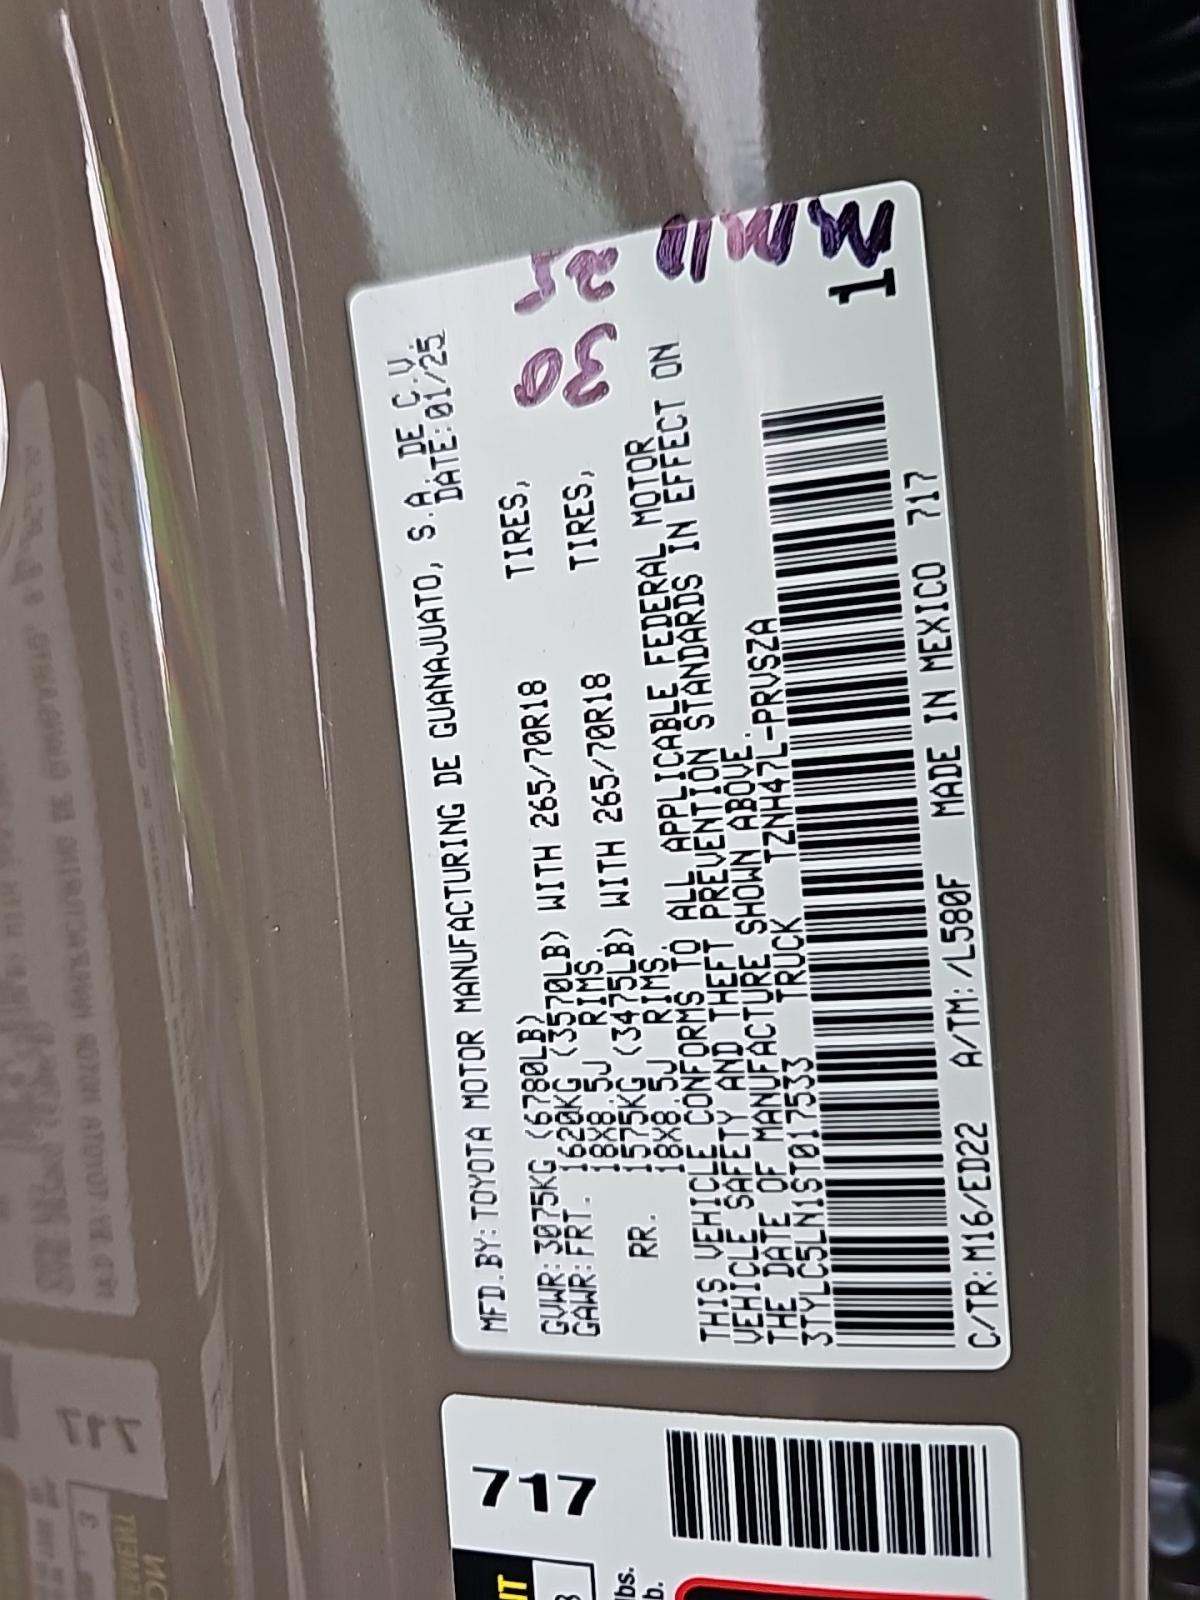 MFD.BY:TOYOTA MOTOR MANUFACTURING DE GUANAJUATO, S.A. DE C.V.
DATE:01/25
GVWR:3075KG (6780LB)
GAWR:FRT. 1620KG (3570LB) WITH 265/70R18 TIRES,
18X8.5J RIMS.
RR. 1575KG (3475LB) WITH 265/70R18 TIRES,
18X8.5J RIMS.
THIS VEHICLE CONFORMS TO ALL APPLICABLE FEDERAL MOTOR
VEHICLE SAFETY AND THEFT PREVENTION STANDARDS IN EFFECT ON
THE DATE OF MANUFACTURE SHOWN ABOVE.
3TYLC5LN1ST017533 TRUCK TZNH47L-PRVSZA
1
C/TR:M16/ED22 A/TM:/L580F MADE IN MEXICO 717
717